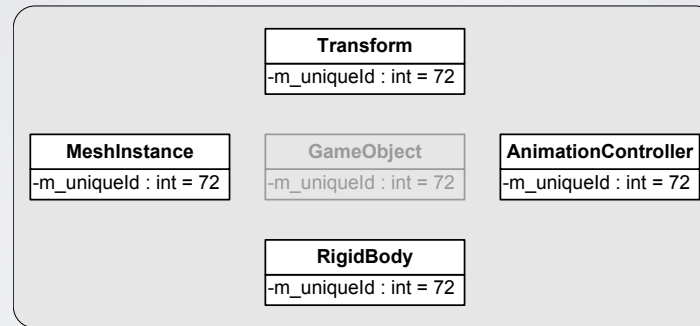 Transform
-m_uniqueId : int = 72
MeshInstance
-m_uniqueId : int = 72
GameObject
-m_uniqueId : int = 72
AnimationController
-m_uniqueId : int = 72
RigidBody
-m_uniqueId : int = 72